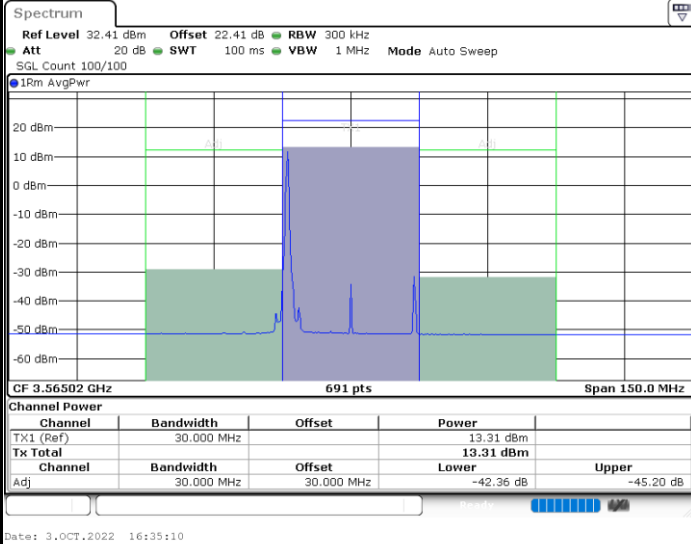 Spectrum
Ref Level 32.41 dBm Offset 22.41 dB RBW 300 kHz
Att 20 dB SWT 100 ms VBW 1 MHz Mode Auto Sweep
SGL Count 100/100
1Rm AvgPwr
20 dBm
Adj Adj
10 dBm
0 dBm
-10 dBm
-20 dBm
-30 dBm
-40 dBm
-50 dBm
-60 dBm
CF 3.56502 GHz 691 pts Span 150.0 MHz
Channel Power
Channel Bandwidth Offset Power
TX1 (Ref) 30.000 MHz 13.31 dBm
Tx Total 13.31 dBm
Channel Bandwidth Offset Lower Upper
Adj 30.000 MHz 30.000 MHz -42.36 dB -45.20 dB
Ready
Date: 3.OCT.2022 16:35:10